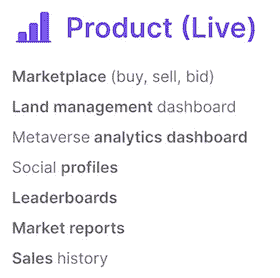 Product (Live)
Marketplace (buy, sell, bid)
Land management dashboard
Metaverse analytics dashboard
Social profiles
Leaderboards
Market reports
Sales history